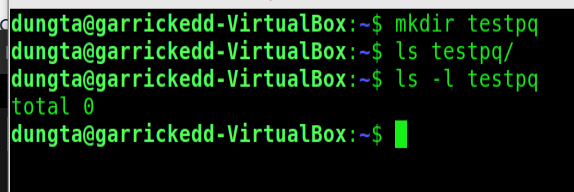 dungta@garrickedd-VirtualBox:~$ mkdir testpq
dungta@garrickedd-VirtualBox:~$ ls testpq/
dungta@garrickedd-VirtualBox:~$ ls -l testpq
total 0
dungta@garrickedd-VirtualBox:~$